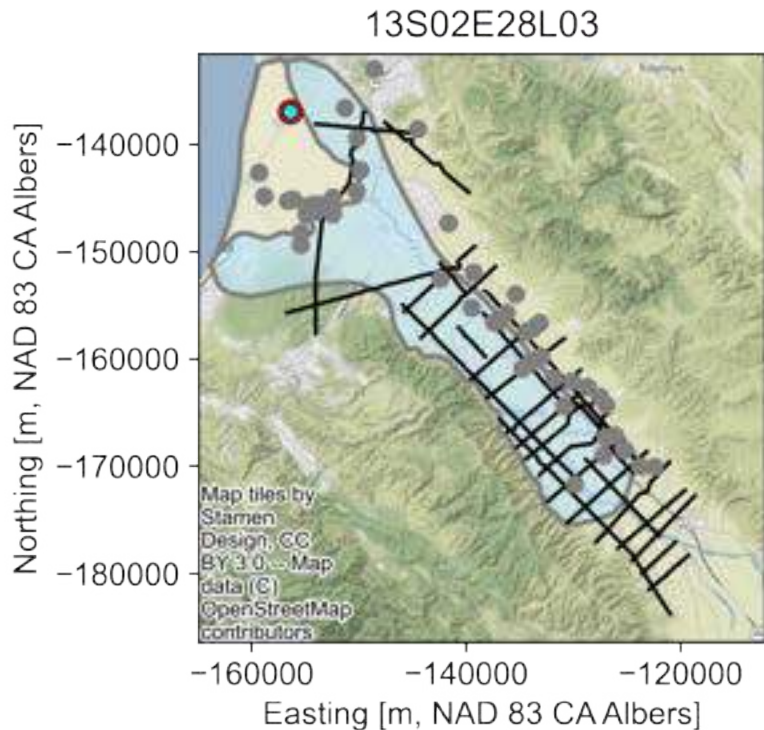 13S02E28L03
Northing [m, NAD 83 CA Albers]
−140000
−150000
−160000
−170000
−180000
Map tiles by
Stamen
Design, CC
BY 3.0 -- Map
data (C)
OpenStreetMap
contributors
−160000
−140000
−120000
Easting [m, NAD 83 CA Albers]